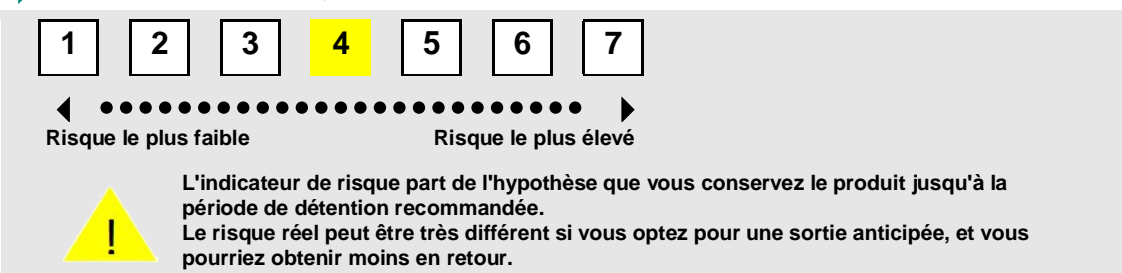 1 2 3 4 5 6 7
Risque le plus faible Risque le plus élevé
L'indicateur de risque part de l'hypothèse que vous conservez le produit jusqu'à la
période de détention recommandée.
!
Le risque réel peut être très différent si vous optez pour une sortie anticipée, et vous
pourriez obtenir moins en retour.